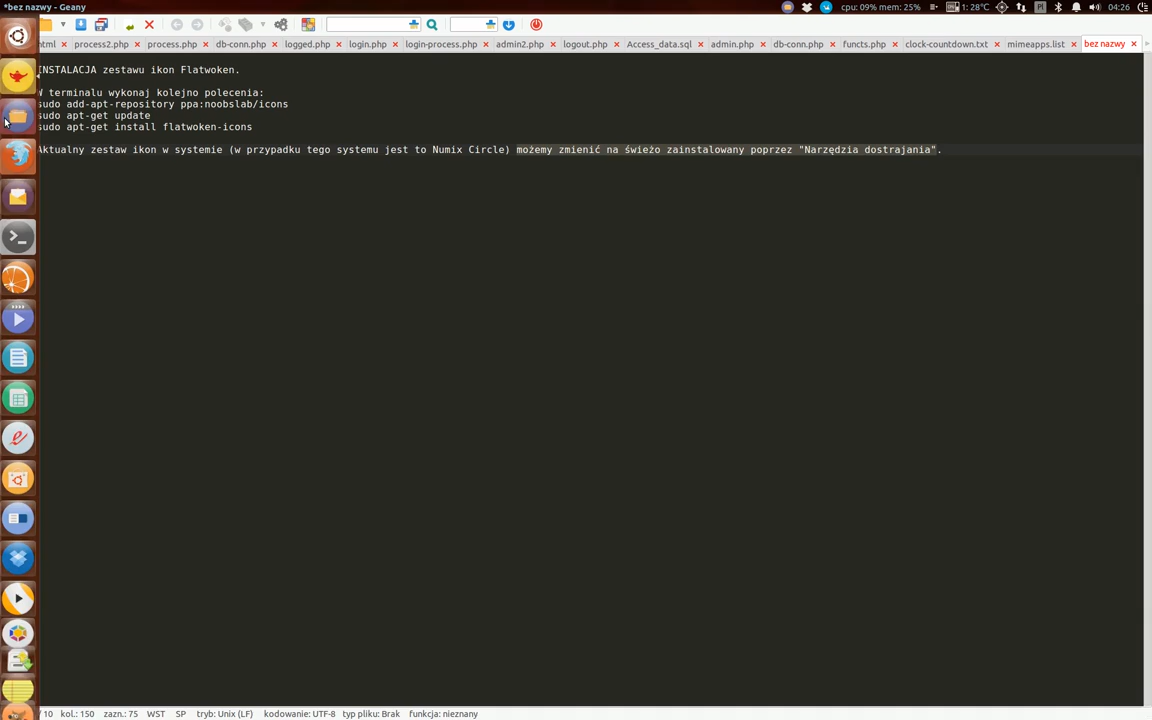 *bez nazwy - Geany
cpu: 09% mem: 25%
1: 28°C
Pl
04:26
html process2.php process.php db-conn.php logged.php login.php login-process.php admin2.php logout.php Access_data.sql admin.php db-conn.php functs.php clock-countdown.txt mimeapps.list bez nazwy
INSTALACJA zestawu ikon Flatwoken.
W terminalu wykonaj kolejno polecenia:
sudo add-apt-repository ppa:noobslab/icons
sudo apt-get update
sudo apt-get install flatwoken-icons
Aktualny zestaw ikon w systemie (w przypadku tego systemu jest to Numix Circle) możemy zmienić na świeżo zainstalowany poprzez "Narzędzia dostrajania".
/ 10 kol.: 150 zazn.: 75 WST SP tryb: Unix (LF) kodowanie: UTF-8 typ pliku: Brak funkcja: nieznany